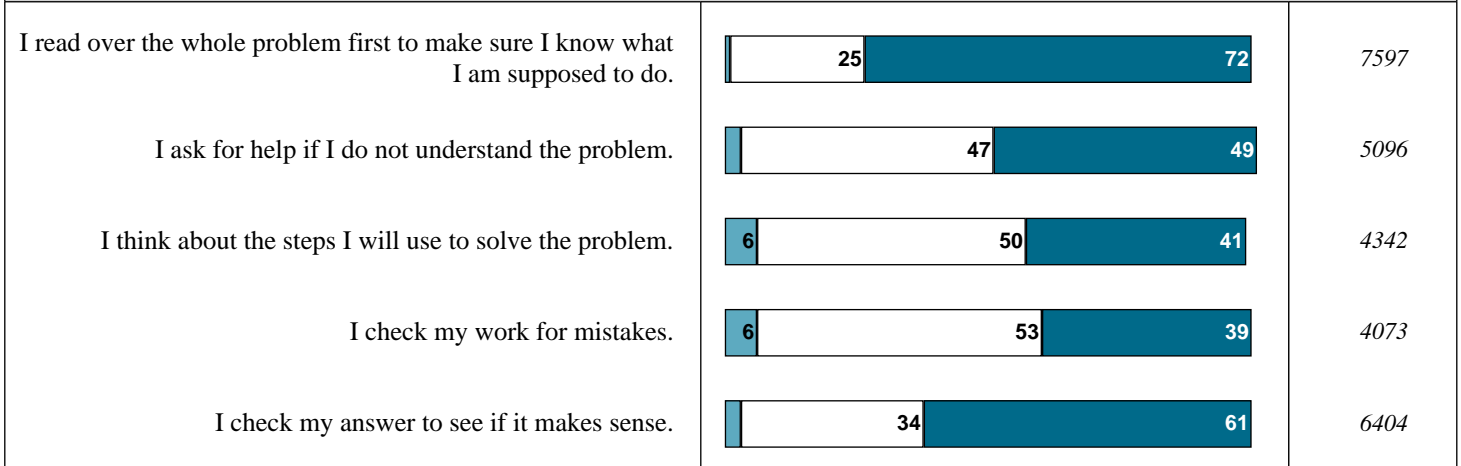 I read over the whole problem first to make sure I know what
I am supposed to do.
25 72 7597
I ask for help if I do not understand the problem.
47 49 5096
I think about the steps I will use to solve the problem.
6 50 41 4342
I check my work for mistakes.
6 53 39 4073
I check my answer to see if it makes sense.
34 61 6404